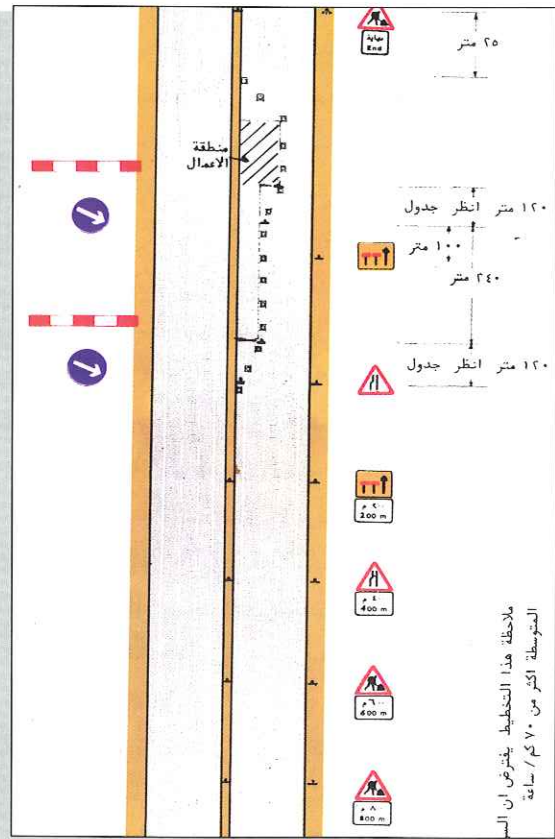 نهاية
End
٢٥ متر
منطقة
الاعمال
١٢٠ متر انظر جدول
١٠٠ متر
٢٤٠ متر
١٢٠ متر انظر جدول
٢٠٠ م
200 m
٤٠٠ م
400 m
٦٠٠ م
600 m
٨٠٠ م
800 m
ملاحظة هذا التخطيط يفترض ان
المتوسطة اكثر من ٧٠ كم / ساعة